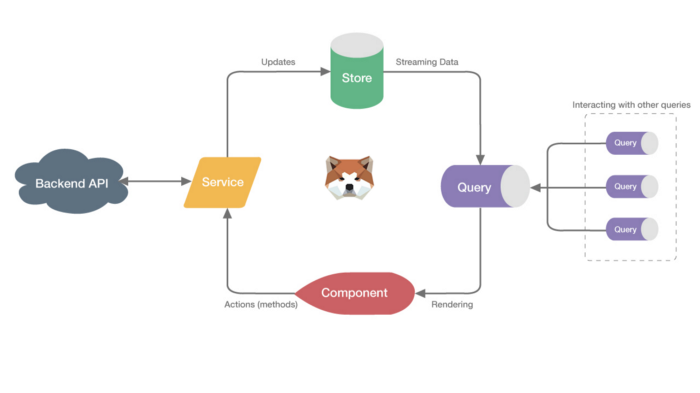 Updates
Store
Streaming Data
Interacting with other queries
Query
Backend API
Service
Query
Query
Query
Component
Actions (methods)
Rendering